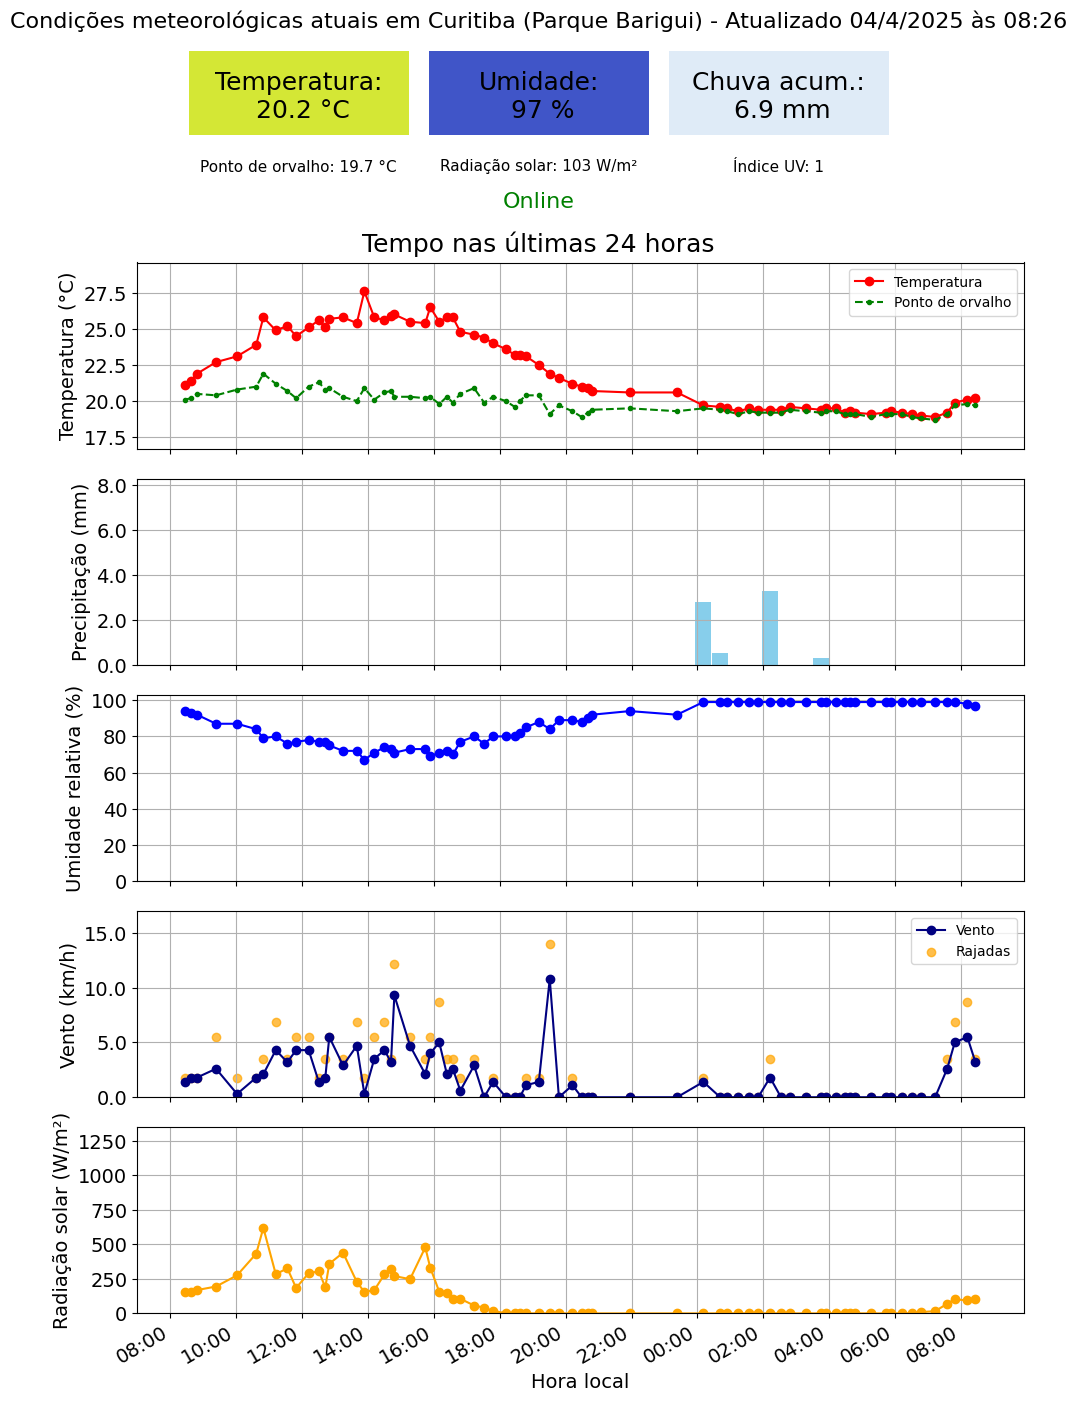 Condições meteorológicas atuais em Curitiba (Parque Barigui) - Atualizado 04/4/2025 às 08:26
Temperatura:
20.2 °C
Umidade:
97 %
Chuva acum.:
6.9 mm
Ponto de orvalho: 19.7 °C
Radiação solar: 103 W/m²
Índice UV: 1
Online
Tempo nas últimas 24 horas
Temperatura (°C)
27.5
25.0
22.5
20.0
17.5
Temperatura
Ponto de orvalho
Precipitação (mm)
8.0
6.0
4.0
2.0
0.0
Umidade relativa (%)
100
80
60
40
20
0
Vento (km/h)
15.0
10.0
5.0
0.0
Vento
Rajadas
Radiação solar (W/m²)
1250
1000
750
500
250
0
08:00
10:00
12:00
14:00
16:00
18:00
20:00
22:00
00:00
02:00
04:00
06:00
08:00
Hora local